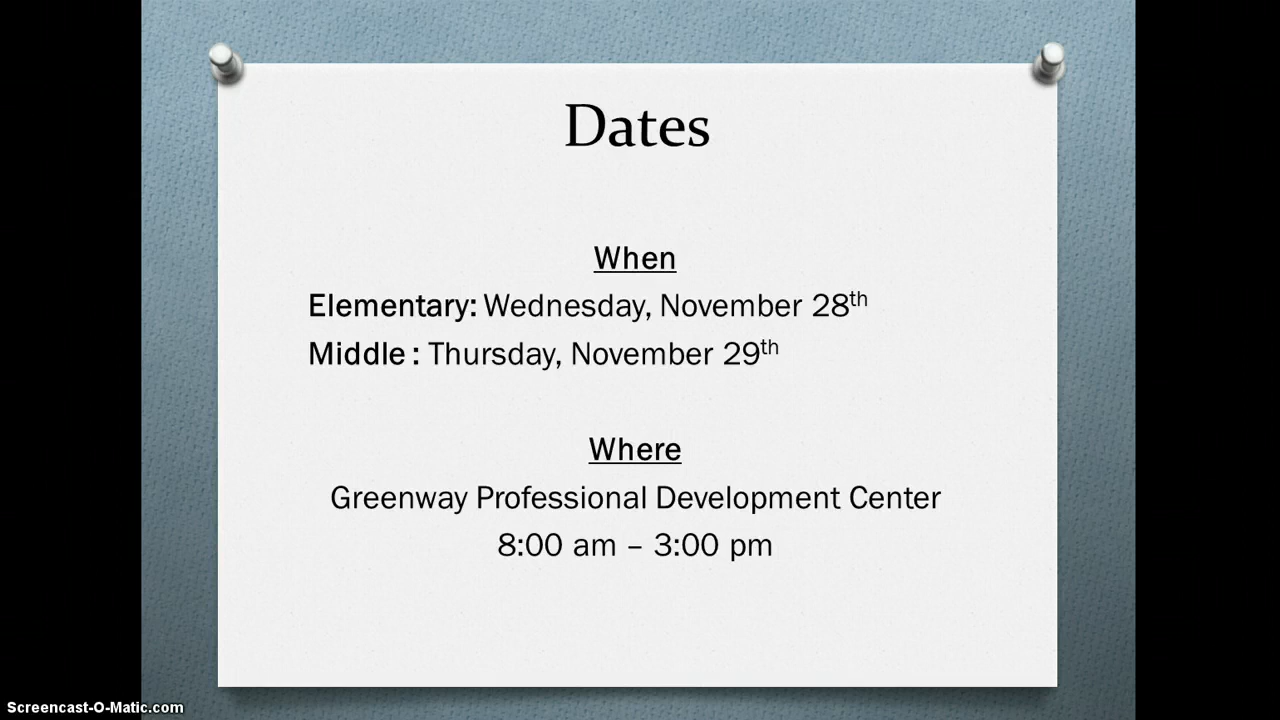 Dates
When
Elementary: Wednesday, November 28th
Middle : Thursday, November 29th
Where
Greenway Professional Development Center
8:00 am – 3:00 pm
Screencast-O-Matic.com